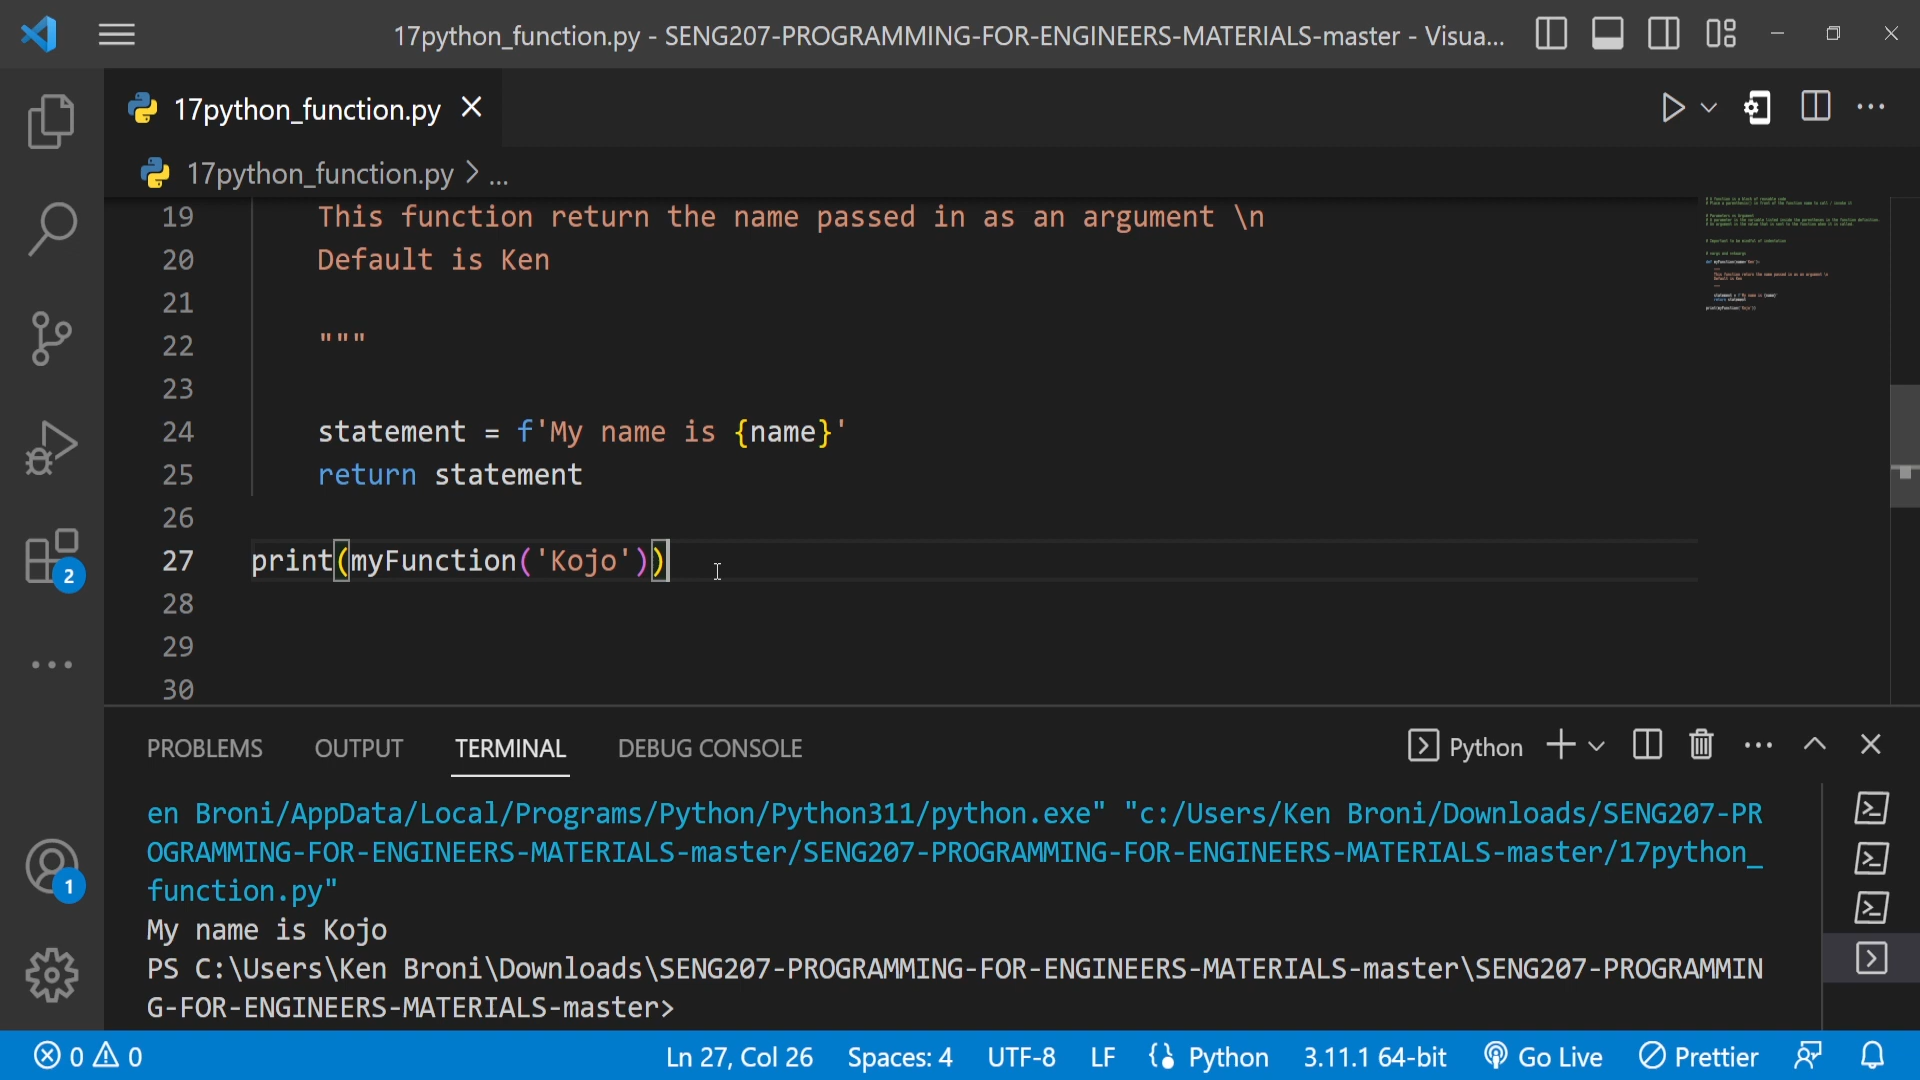 17python_function.py - SENG207-PROGRAMMING-FOR-ENGINEERS-MATERIALS-master - Visua...
17python_function.py
17python_function.py > ...
19 This function return the name passed in as an argument \n
20 Default is Ken
21
22 """
23
24 statement = f'My name is {name}'
25 return statement
26
27 print(myFunction('Kojo'))
28
29
30
2
1
PROBLEMS OUTPUT TERMINAL DEBUG CONSOLE Python
en Broni/AppData/Local/Programs/Python/Python311/python.exe" "c:/Users/Ken Broni/Downloads/SENG207-PR
OGRAMMING-FOR-ENGINEERS-MATERIALS-master/SENG207-PROGRAMMING-FOR-ENGINEERS-MATERIALS-master/17python_
function.py"
My name is Kojo
PS C:\Users\Ken Broni\Downloads\SENG207-PROGRAMMING-FOR-ENGINEERS-MATERIALS-master\SENG207-PROGRAMMIN
G-FOR-ENGINEERS-MATERIALS-master>
0 0 Ln 27, Col 26 Spaces: 4 UTF-8 LF Python 3.11.1 64-bit Go Live Prettier